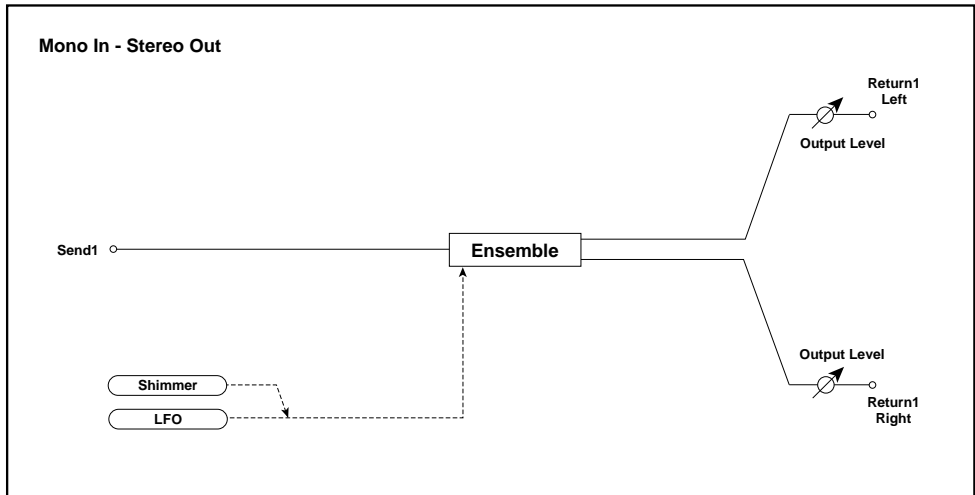 Mono In - Stereo Out
Return1
Left
Output Level
Send1
Ensemble
Output Level
Shimmer
LFO
Return1
Right